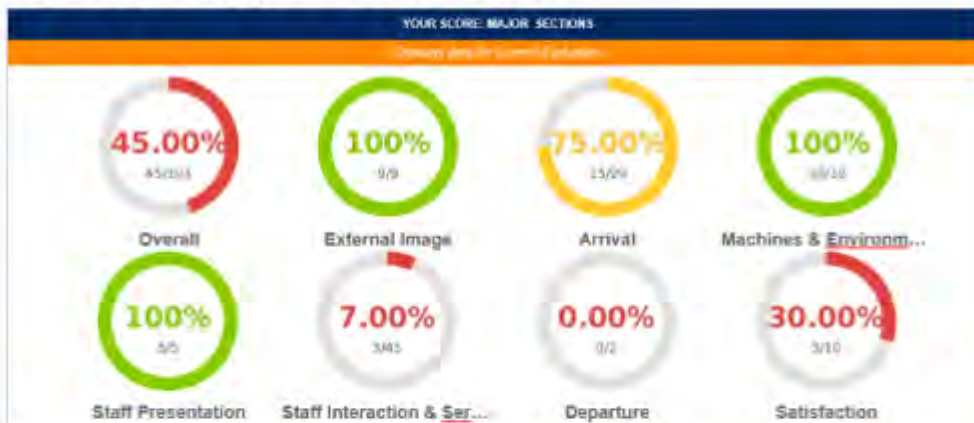 YOUR SCORE MAJOR SECTIONS
45.00%
100%
9/9
75.00%
100%
Overall
External Image
Arrival
Machines & Environm...
100%
5/5
7.00%
3/45
0.00%
0/2
30.00%
3/10
Staff Presentation
Staff Interaction & Ser...
Departure
Satisfaction